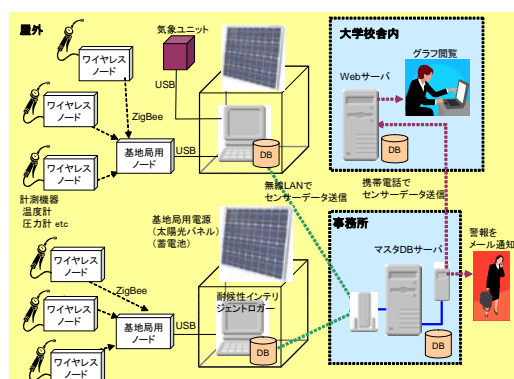 屋外
気象ユニット
ワイヤレス
ノード
USB
ワイヤレス
ノード
ZigBee
基地局用
ノード
USB
DB
ワイヤレス
ノード
計測機器
温度計
圧力計 etc
無線LANで
センサーデータ送信
基地局用電源
(太陽光パネル)
(蓄電池)
ワイヤレス
ノード
ZigBee
耐候性インテリ
ジェントロガー
ワイヤレス
ノード
基地局用
ノード
USB
DB
ワイヤレス
ノード
大学校舎内
グラフ閲覧
Webサーバ
DB
携帯電話で
センサーデータ送信
事務所
マスタDBサーバ
DB
警報を
メール通知